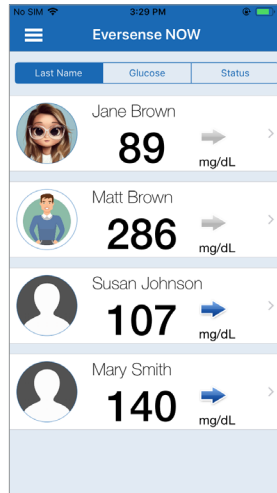 No SIM 3:29 PM
Eversense NOW
Last Name Glucose Status
Jane Brown
89
mg/dL
Matt Brown
286
mg/dL
Susan Johnson
107
mg/dL
Mary Smith
140
mg/dL